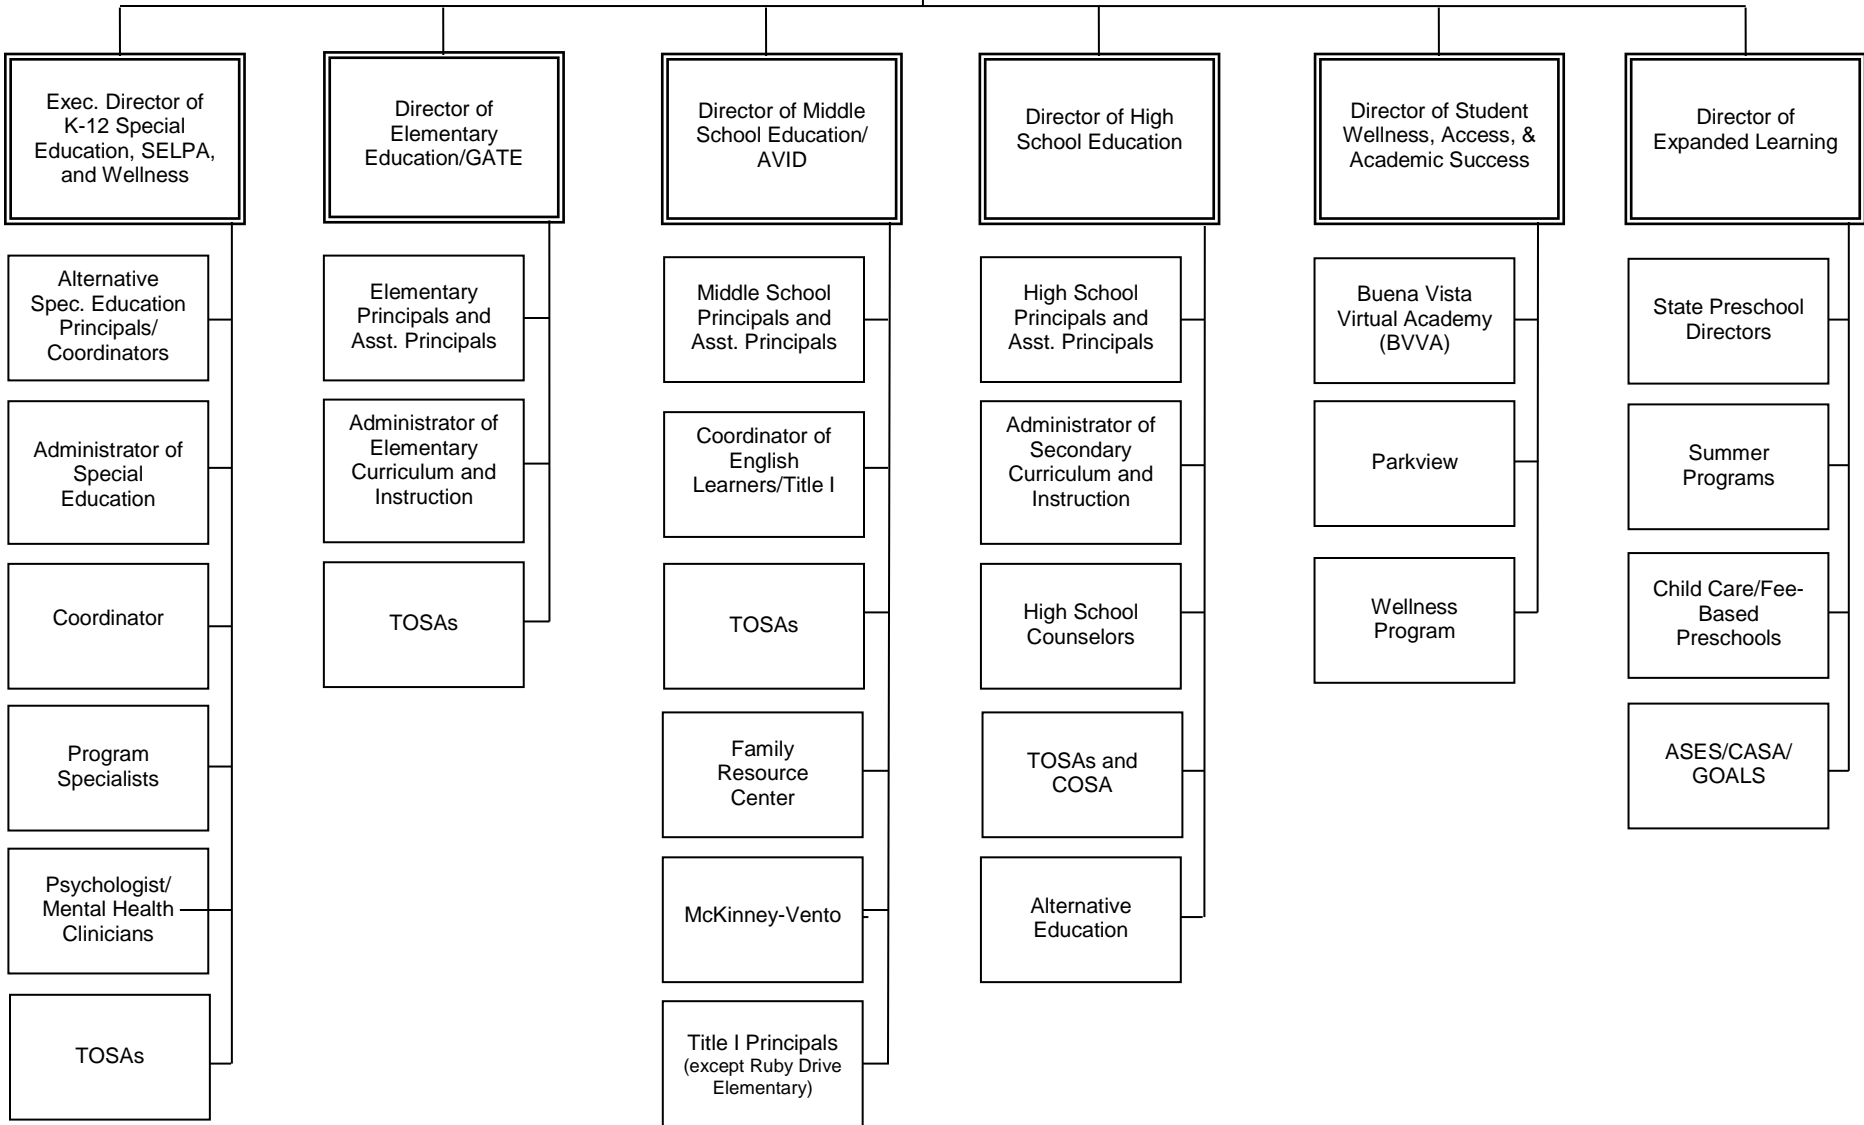 Exec. Director of
K-12 Special
Education, SELPA,
and Wellness
Director of
Elementary
Education/GATE
Director of Middle
School Education/
AVID
Director of High
School Education
Director of Student
Wellness, Access, &
Academic Success
Director of
Expanded Learning
Alternative
Spec. Education
Principals/
Coordinators
Administrator of
Special
Education
Coordinator
Program
Specialists
Psychologist/
Mental Health
Clinicians
TOSAs
Elementary
Principals and
Asst. Principals
Administrator of
Elementary
Curriculum and
Instruction
TOSAs
Middle School
Principals and
Asst. Principals
Coordinator of
English
Learners/Title I
TOSAs
Family
Resource
Center
McKinney-Vento
Title I Principals
(except Ruby Drive
Elementary)
High School
Principals and
Asst. Principals
Administrator of
Secondary
Curriculum and
Instruction
High School
Counselors
TOSAs and
COSA
Alternative
Education
Buena Vista
Virtual Academy
(BVVA)
Parkview
Wellness
Program
State Preschool
Directors
Summer
Programs
Child Care/Fee-
Based
Preschools
ASES/CASA/
GOALS